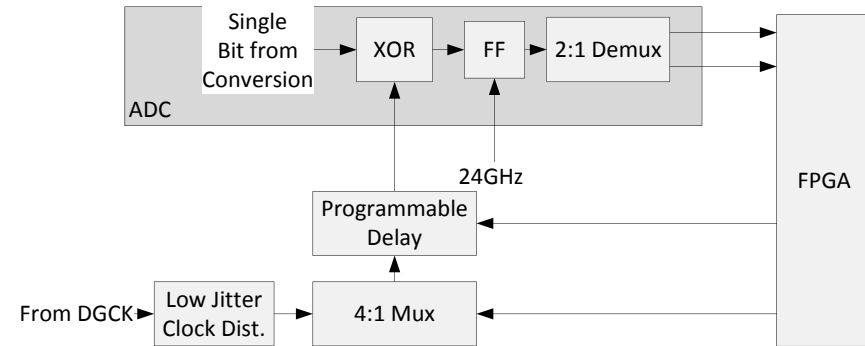 Single
Bit from
Conversion
XOR
FF
2:1 Demux
ADC
24GHz
FPGA
Programmable
Delay
From DGCK
Low Jitter
Clock Dist.
4:1 Mux